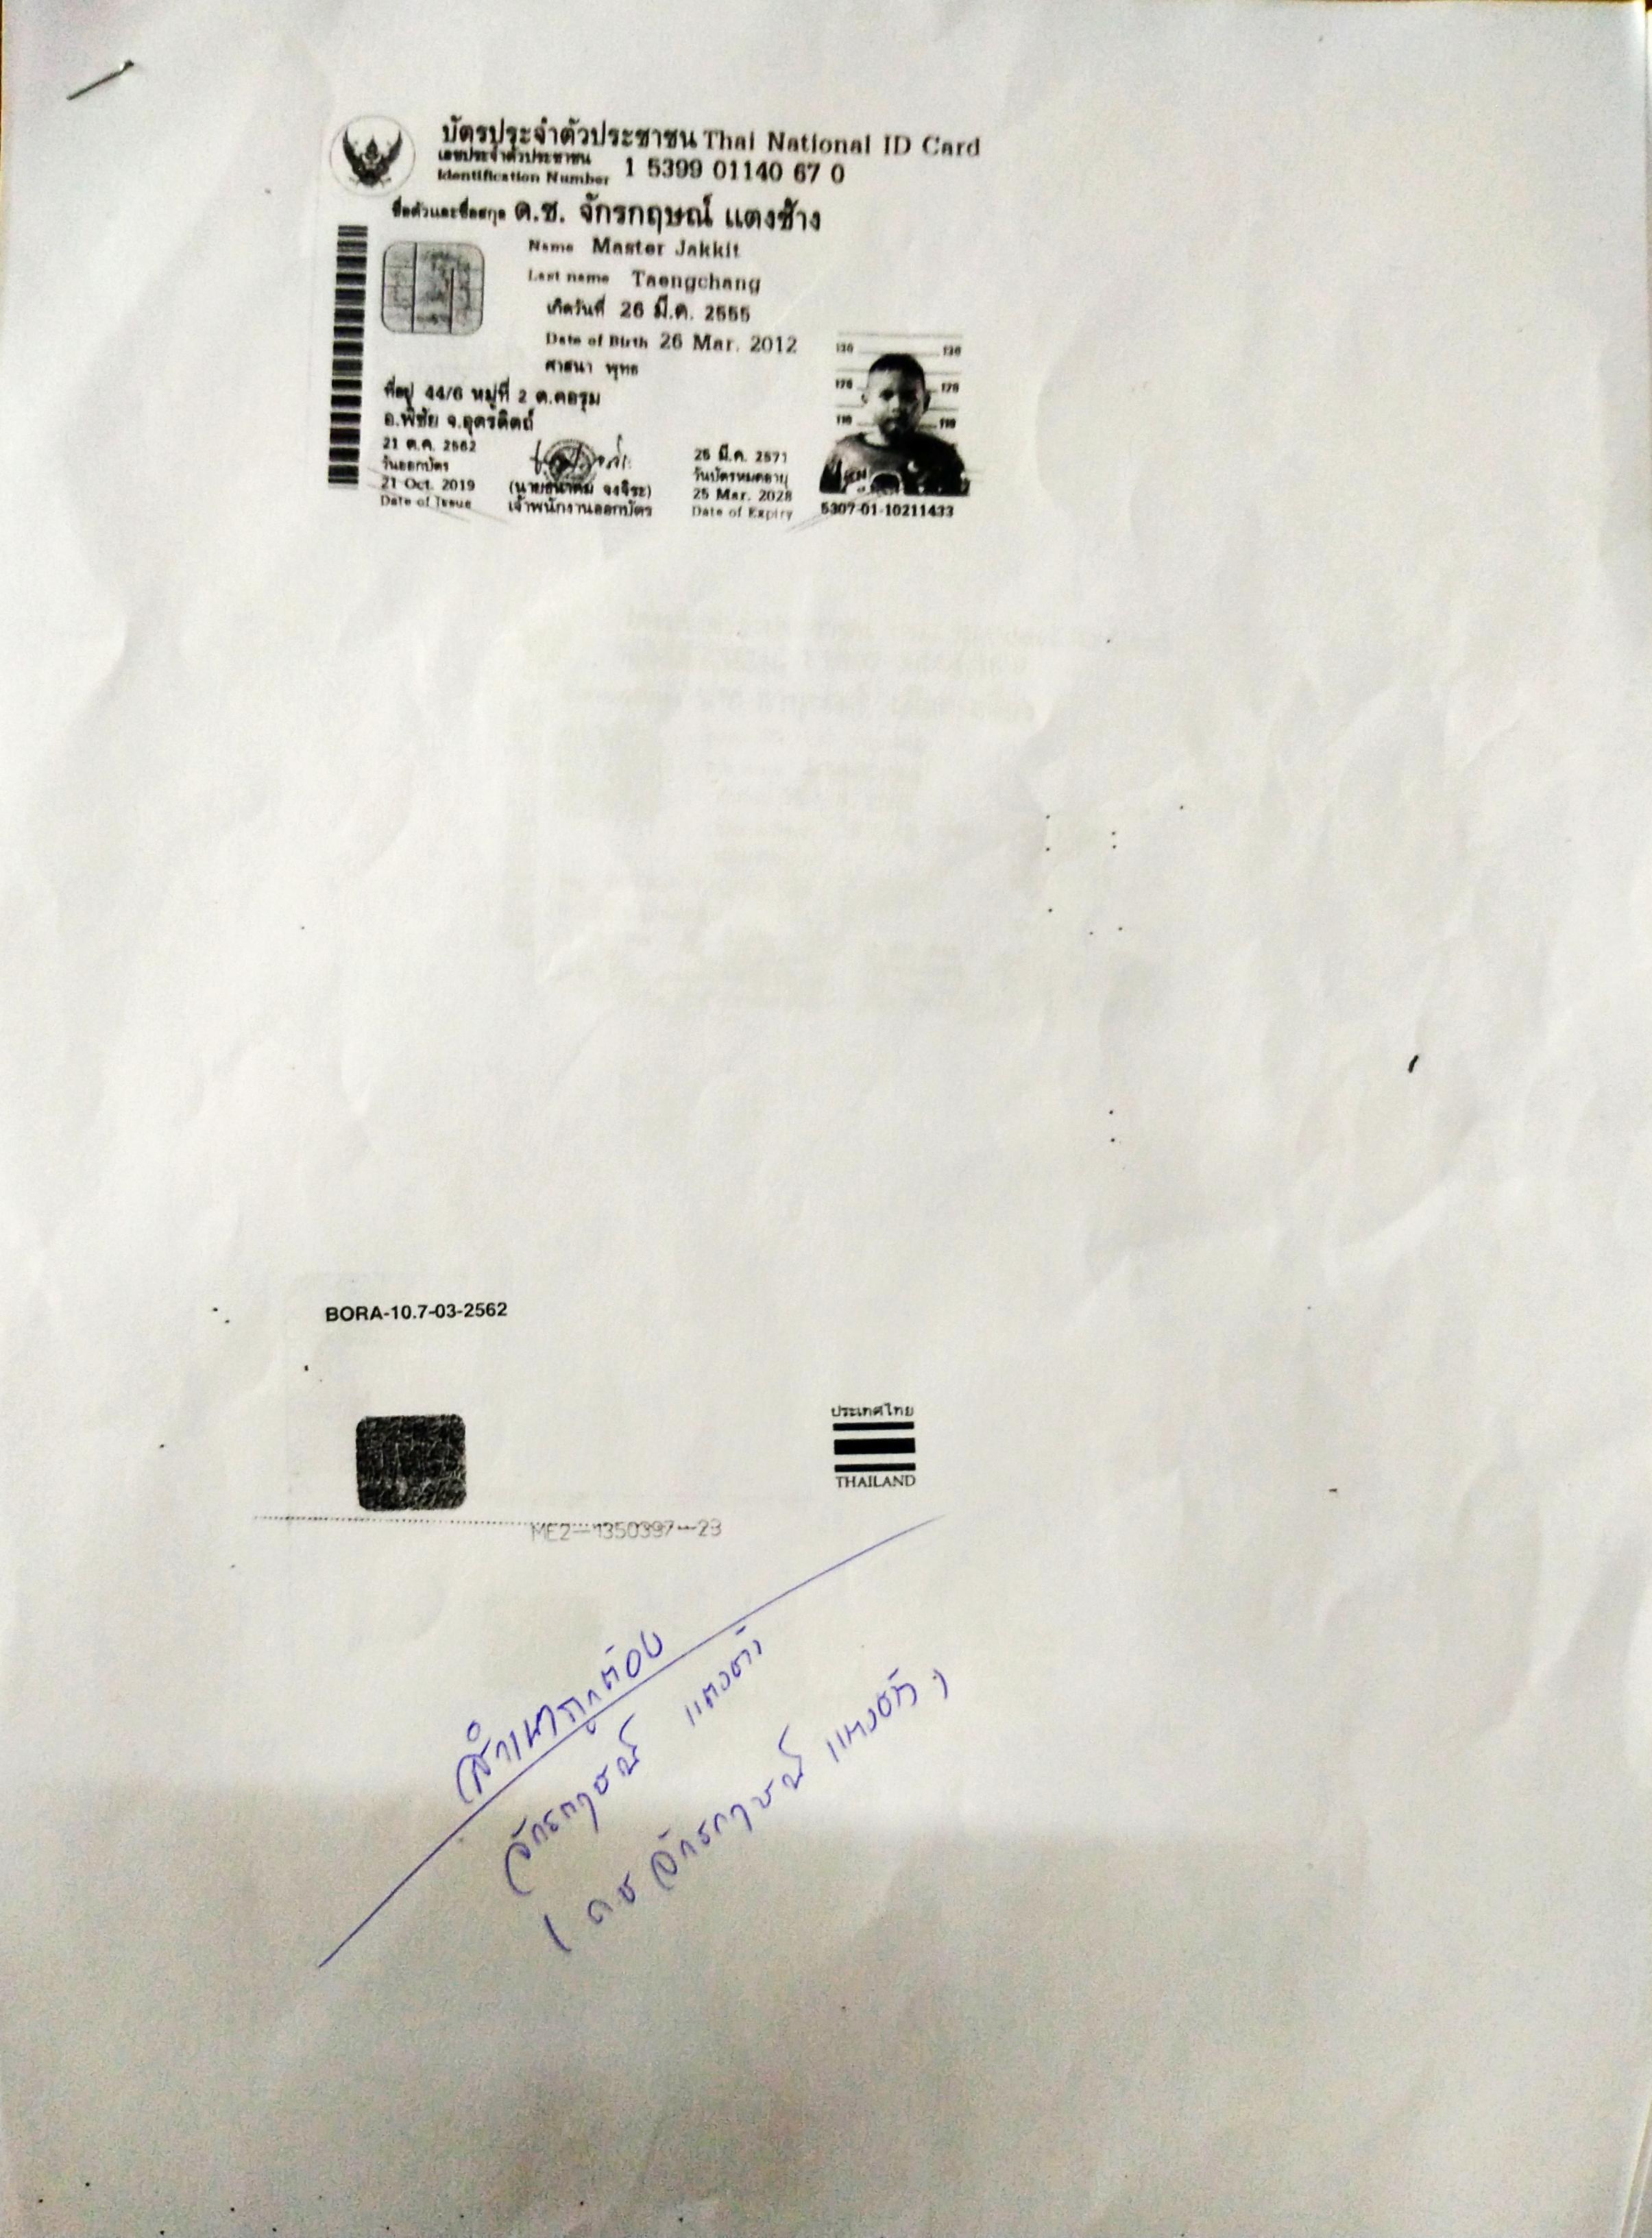 บัตรประจำตัวประชาชน Thai National ID Card
เลขประจำตัวประชาชน
Identification Number 1 5399 01140 67 0
ชื่อตัวและชื่อสกุล ด.ช. จักรกฤษณ์ แตงช้าง
Name Master Jakkit
Last name Taengchang
เกิดวันที่ 26 มี.ค. 2555
Date of Birth 26 Mar. 2012
ศาสนา พุทธ
ที่อยู่ 44/6 หมู่ที่ 2 ต.คอรุม
อ.พิชัย จ.อุตรดิตถ์
21 ต.ค. 2562
วันออกบัตร
21 Oct. 2019
Date of Issue
(นายธนาคม จงจิระ)
เจ้าพนักงานออกบัตร
25 มี.ค. 2571
วันบัตรหมดอายุ
25 Mar. 2028
Date of Expiry
5307-01-10211433
BORA-10.7-03-2562
ประเทศไทย
THAILAND
ME2-1350397-23
สำเนาถูกต้อง
จักรกฤษณ์
(ด.ช จักรกฤษณ์